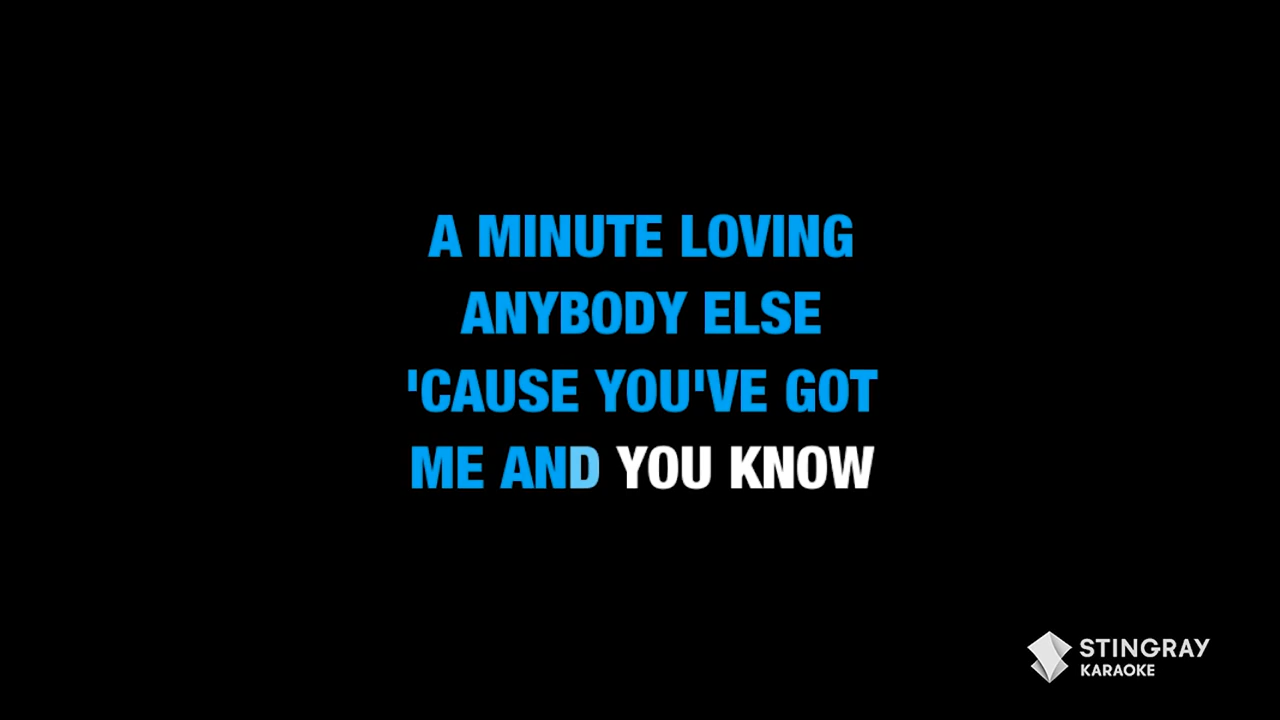 A MINUTE LOVING
ANYBODY ELSE
'CAUSE YOU'VE GOT
ME AND YOU KNOW
STINGRAY
KARAOKE